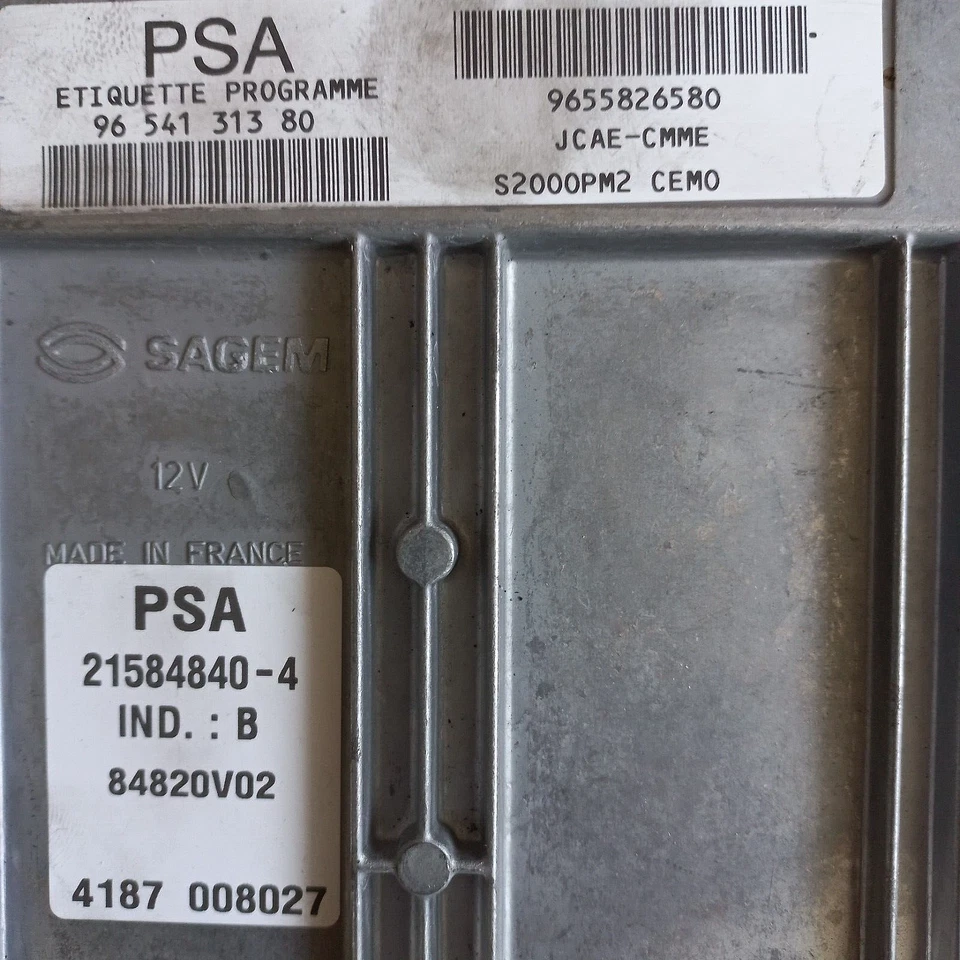 PSA
ETIQUETTE PROGRAMME
96 541 313 80
9655826580
JCAE-CMME
S2000PM2 CEMO
SAGEM
12V
MADE IN FRANCE
PSA
21584840-4
IND. : B
84820V02
4187 008027